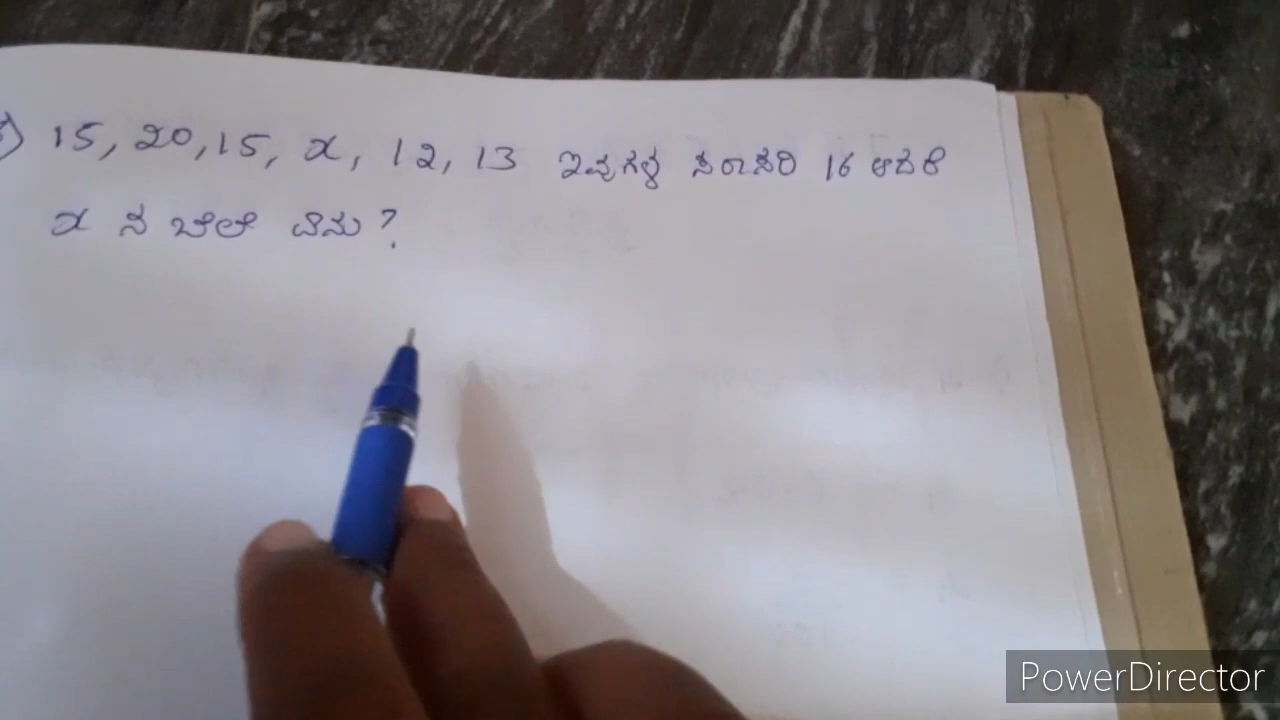 15, 20, 15, x, 12, 13 ಇವುಗಳ ಸರಾಸರಿ 16 ಆದರೆ
x ನ ಬೆಲೆ ಏನು?
PowerDirector